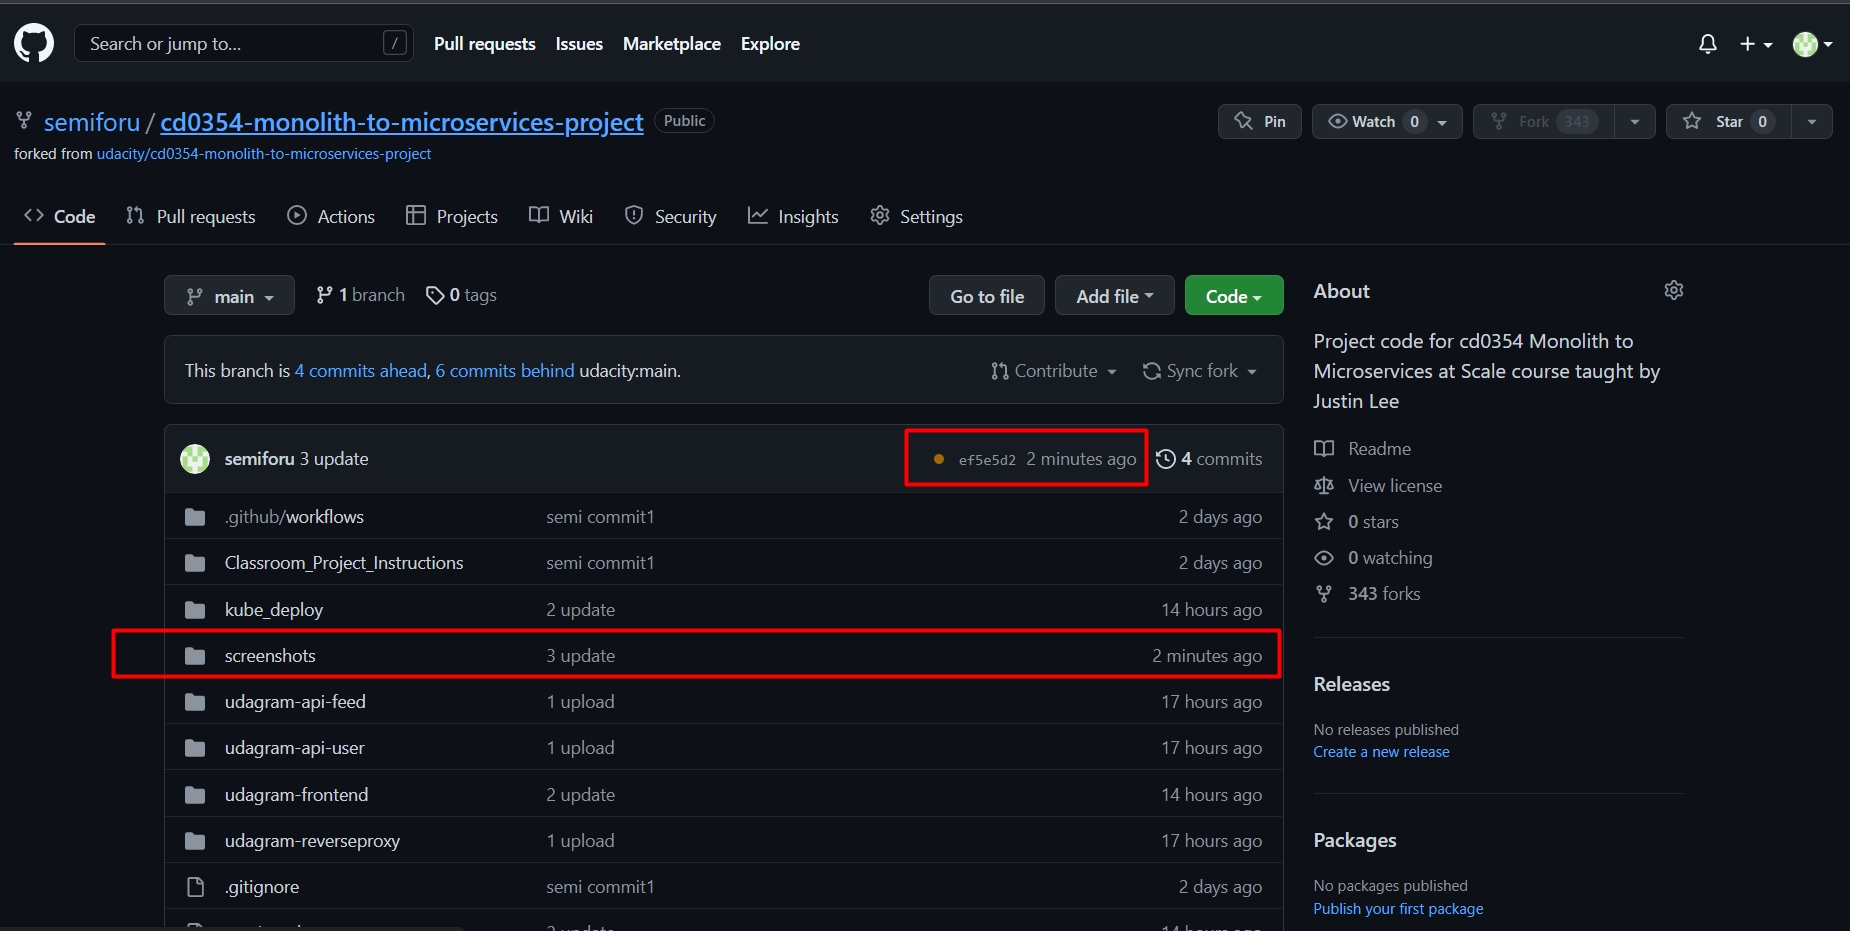 Search or jump to... /
Pull requests Issues Marketplace Explore
semiforu / cd0354-monolith-to-microservices-project Public
Pin Watch 0 Fork 343 Star 0
forked from udacity/cd0354-monolith-to-microservices-project
Code Pull requests Actions Projects Wiki Security Insights Settings
main 1 branch 0 tags Go to file Add file Code
This branch is 4 commits ahead, 6 commits behind udacity:main. Contribute Sync fork
semiforu 3 update ef5e5d2 2 minutes ago 4 commits
.github/workflows semi commit1 2 days ago
Classroom_Project_Instructions semi commit1 2 days ago
kube_deploy 2 update 14 hours ago
screenshots 3 update 2 minutes ago
udagram-api-feed 1 upload 17 hours ago
udagram-api-user 1 upload 17 hours ago
udagram-frontend 2 update 14 hours ago
udagram-reverseproxy 1 upload 17 hours ago
.gitignore semi commit1 2 days ago
About
Project code for cd0354 Monolith to
Microservices at Scale course taught by
Justin Lee
Readme
View license
0 stars
0 watching
343 forks
Releases
No releases published
Create a new release
Packages
No packages published
Publish your first package